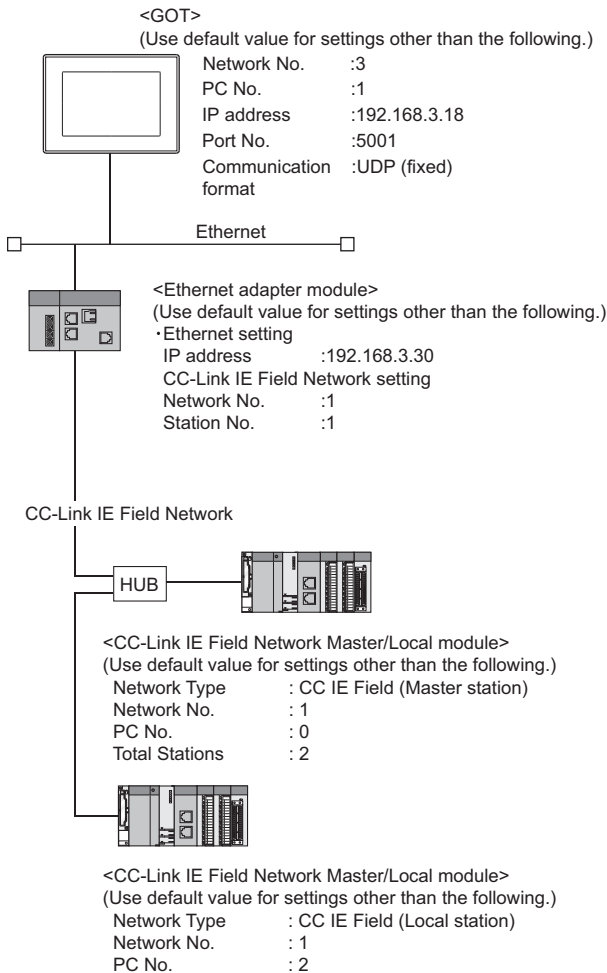 <GOT>
(Use default value for settings other than the following.)
Network No. :3
PC No. :1
IP address :192.168.3.18
Port No. :5001
Communication :UDP (fixed)
format
Ethernet
<Ethernet adapter module>
(Use default value for settings other than the following.)
・Ethernet setting
IP address :192.168.3.30
CC-Link IE Field Network setting
Network No. :1
Station No. :1
CC-Link IE Field Network
HUB
<CC-Link IE Field Network Master/Local module>
(Use default value for settings other than the following.)
Network Type : CC IE Field (Master station)
Network No. : 1
PC No. : 0
Total Stations : 2
<CC-Link IE Field Network Master/Local module>
(Use default value for settings other than the following.)
Network Type : CC IE Field (Local station)
Network No. : 1
PC No. : 2